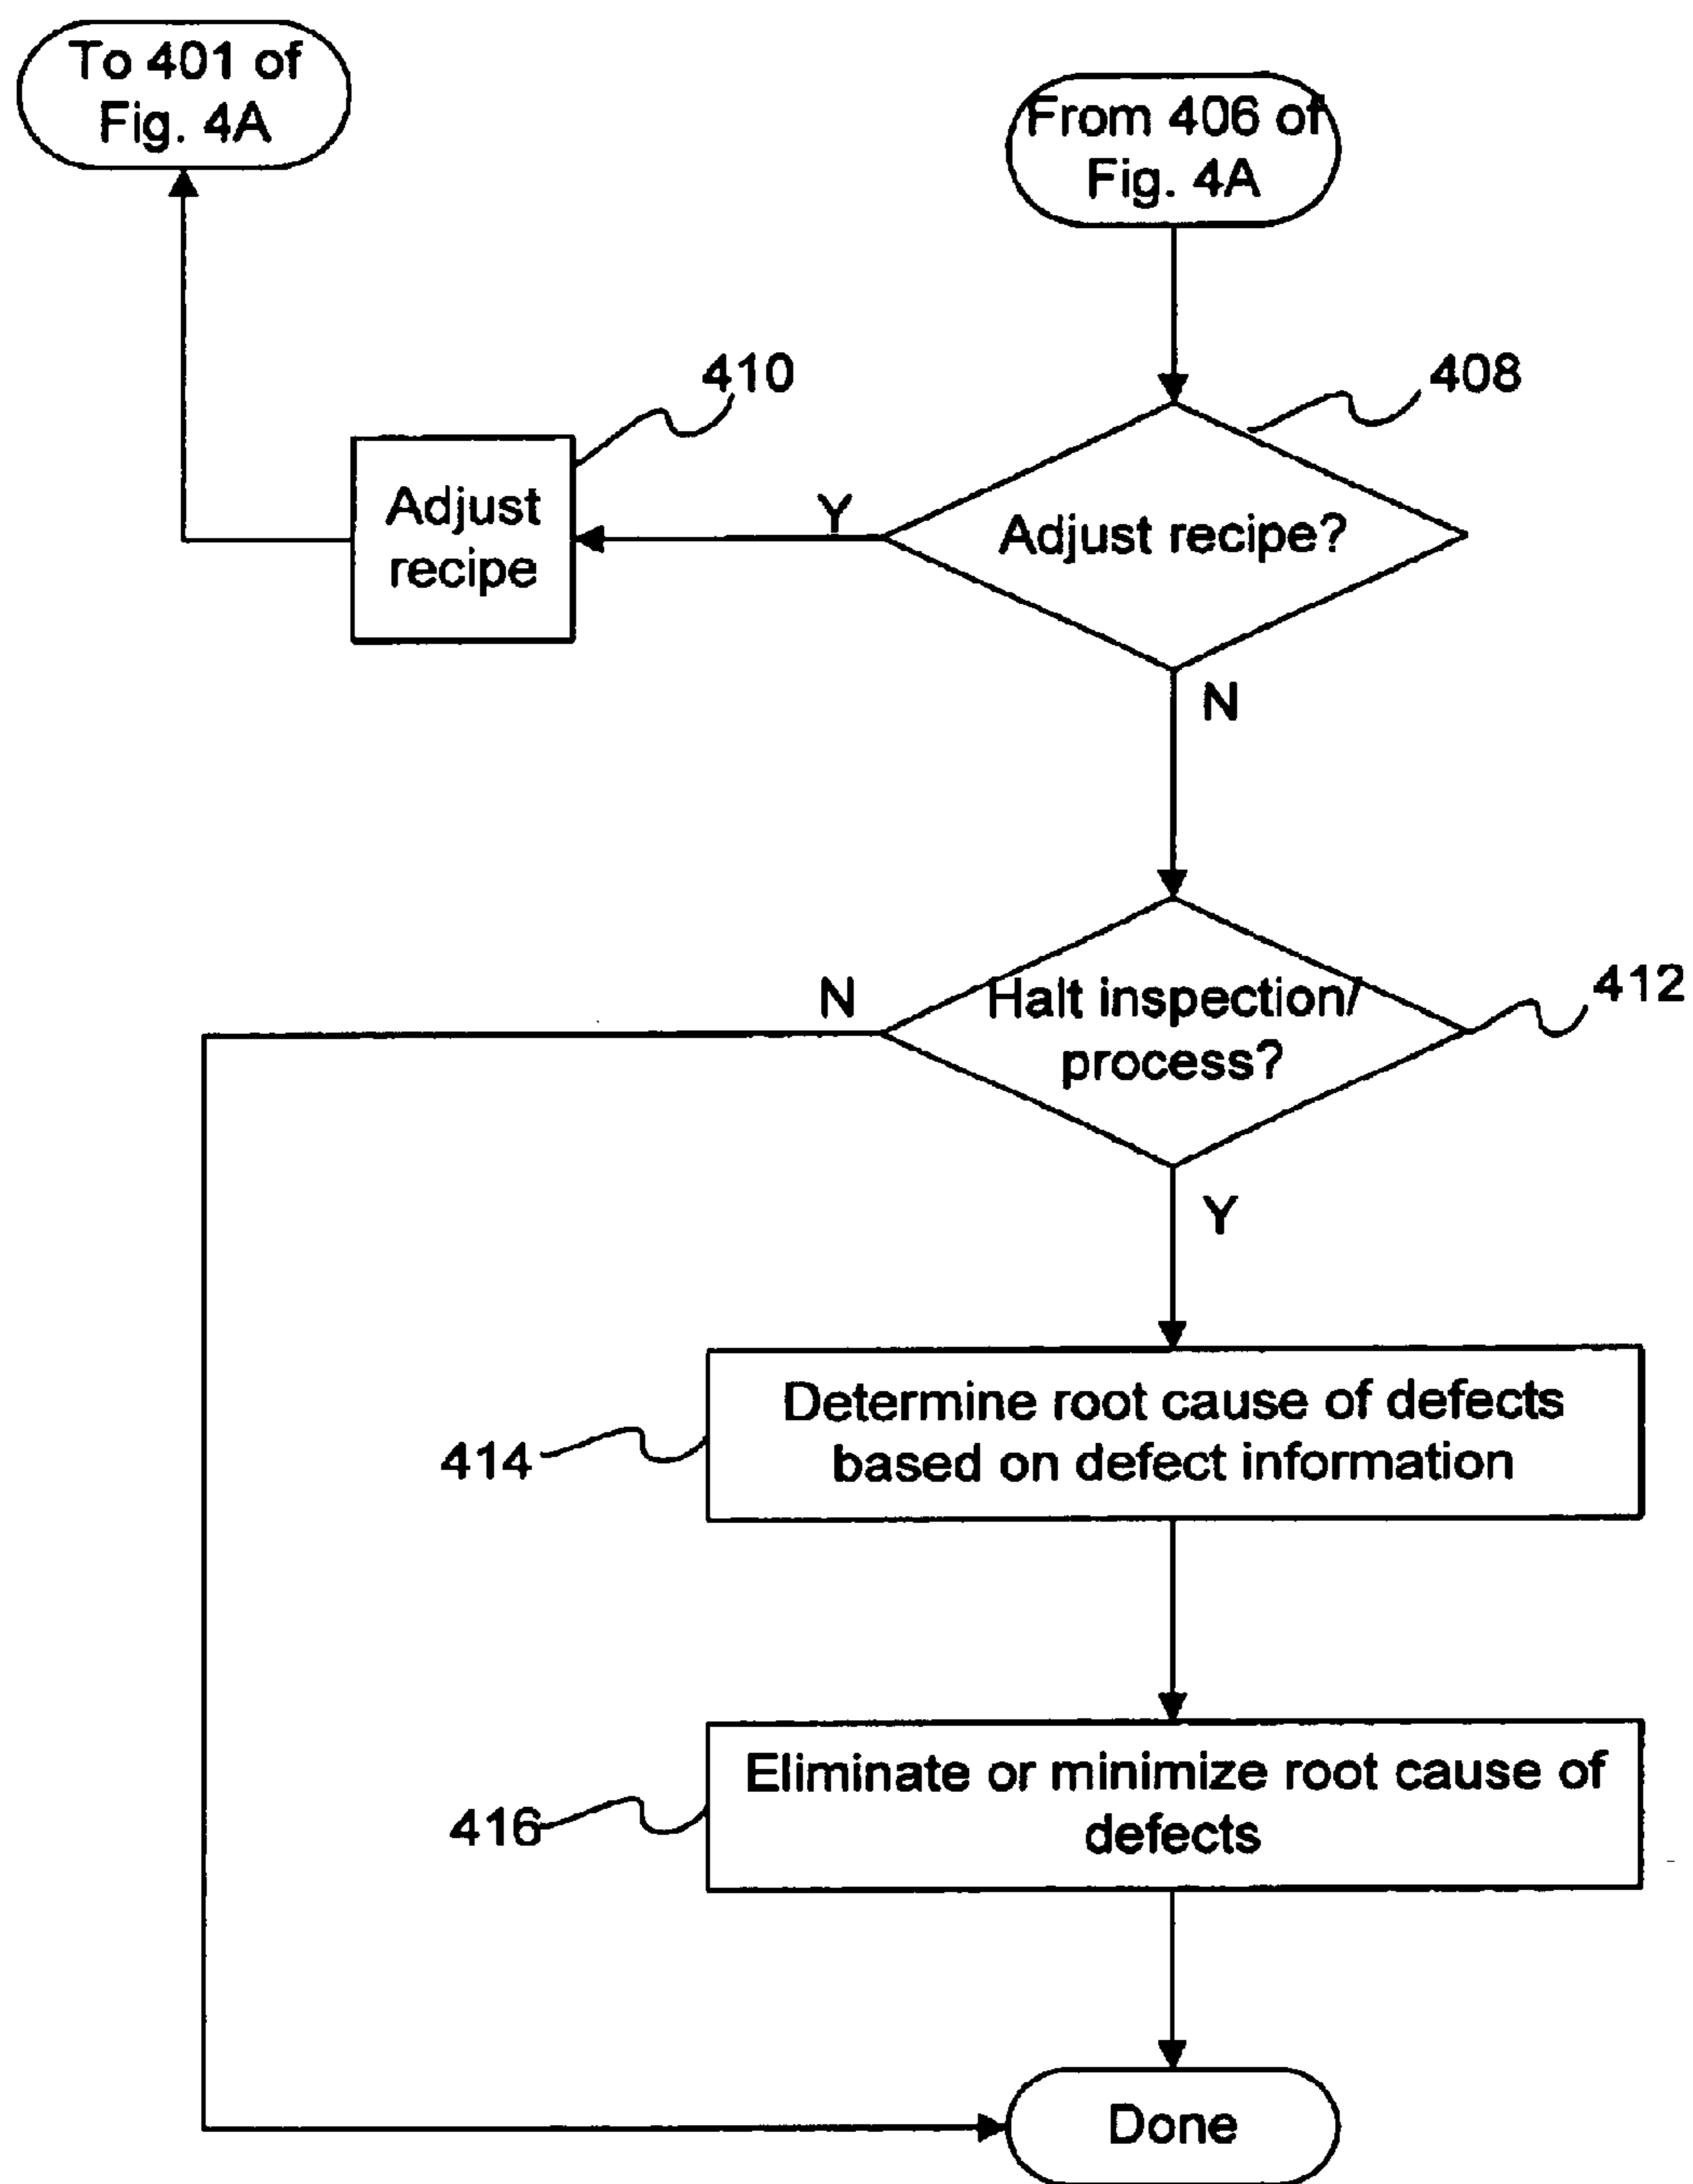 To 401 of
Fig. 4A
From 406 of
Fig. 4A
410
408
Adjust
recipe
Y
Adjust recipe?
N
N
Halt inspection/
process?
412
Y
Determine root cause of defects
based on defect information
414
Eliminate or minimize root cause of
defects
416
Done